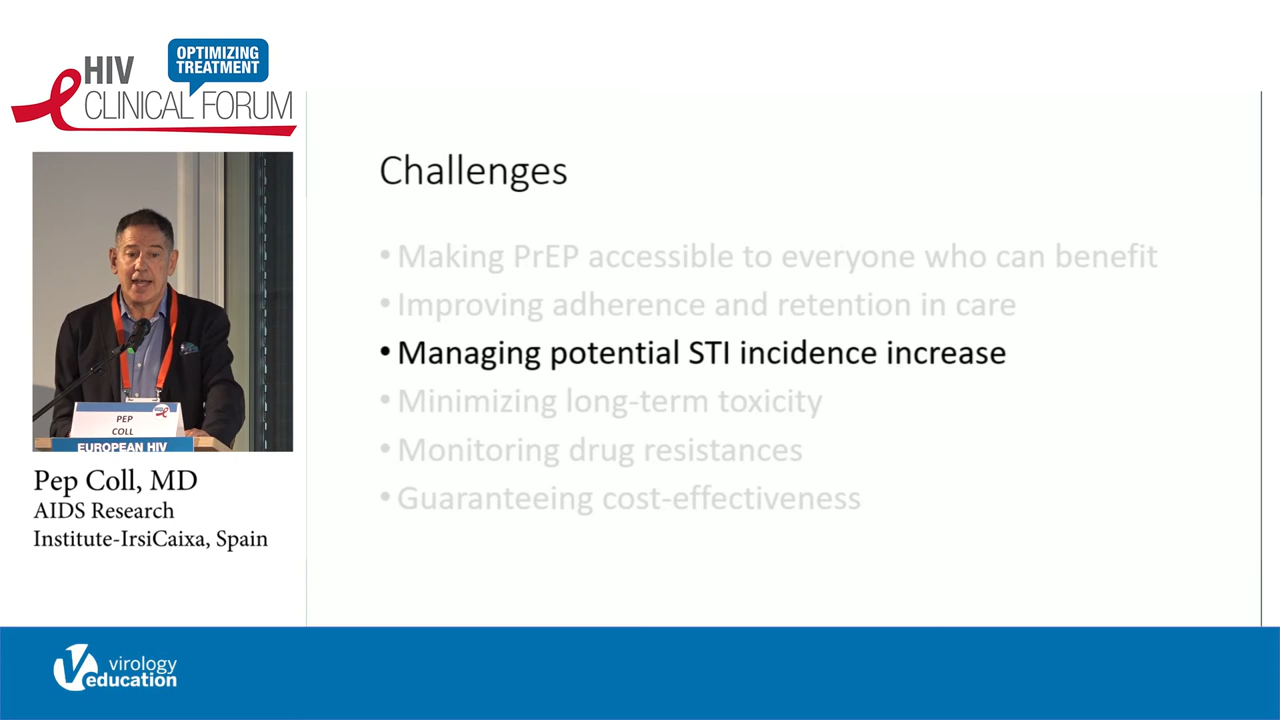 OPTIMIZING
TREATMENT
HIV
CLINICAL FORUM
PEP
COLL
EUROPEAN HIV
Pep Coll, MD
AIDS Research
Institute-IrsiCaixa, Spain
Challenges
• Making PrEP accessible to everyone who can benefit
• Improving adherence and retention in care
• Managing potential STI incidence increase
• Minimizing long-term toxicity
• Monitoring drug resistances
• Guaranteeing cost-effectiveness
virology
education